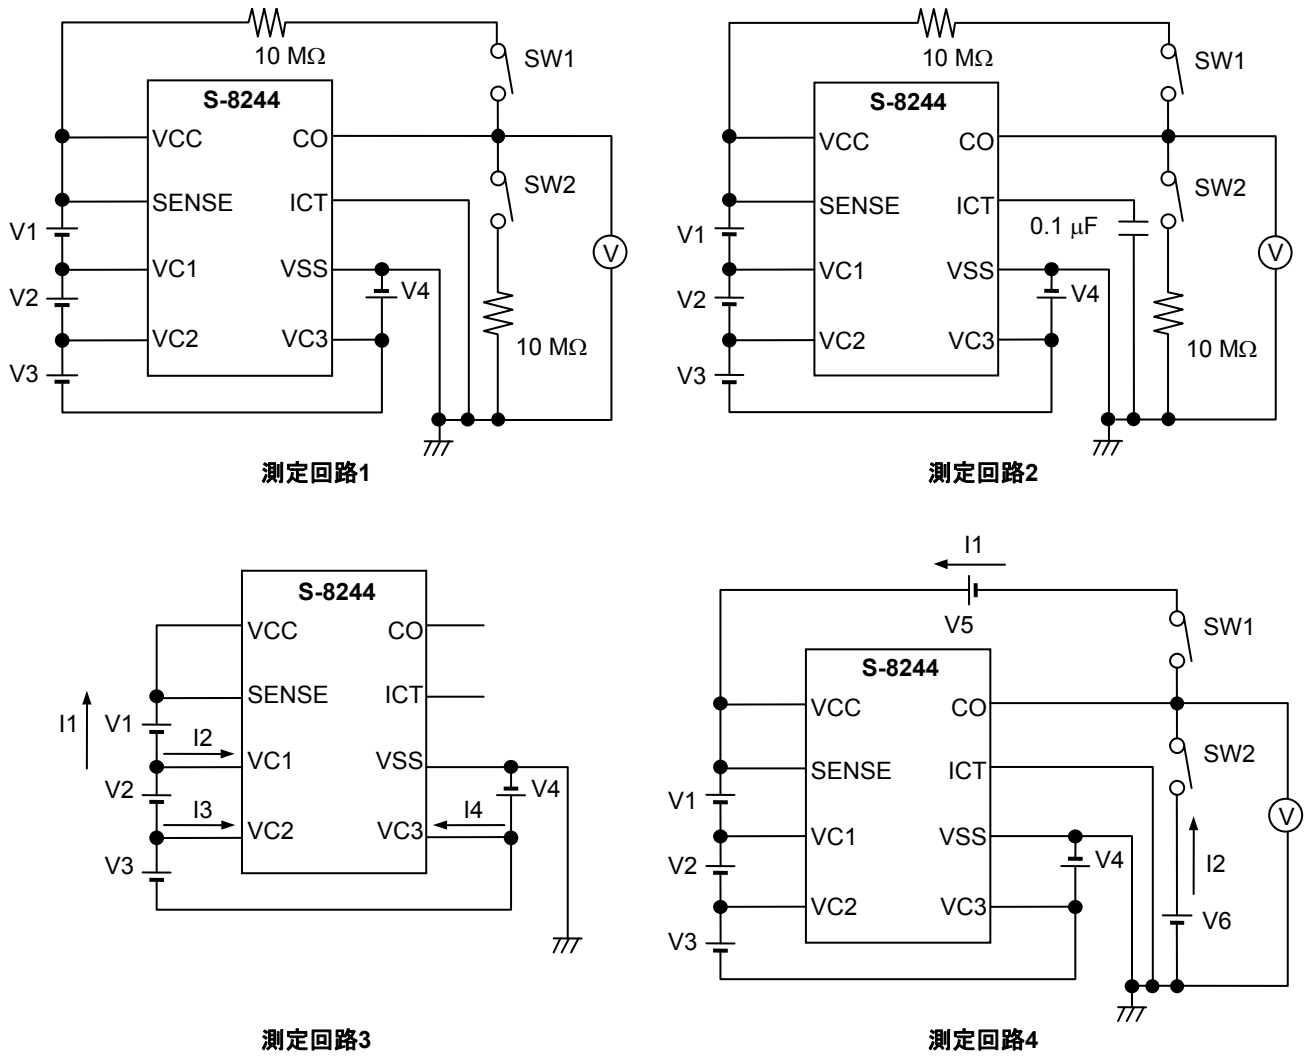 10 MΩ
SW1
S-8244
VCC
CO
SW2
SENSE
ICT
V1
V
VC1
VSS
V4
V2
VC2
VC3
10 MΩ
V3
測定回路1
10 MΩ
SW1
S-8244
VCC
CO
SW2
SENSE
ICT
0.1 μF
V1
V
VC1
VSS
V4
V2
VC2
VC3
10 MΩ
V3
測定回路2
S-8244
VCC
CO
SENSE
ICT
I1
V1
I2
VC1
VSS
V2
V4
I3
VC2
VC3
I4
V3
測定回路3
I1
V5
SW1
S-8244
VCC
CO
SW2
SENSE
ICT
V1
V
VC1
VSS
V4
V2
I2
VC2
VC3
V6
V3
測定回路4